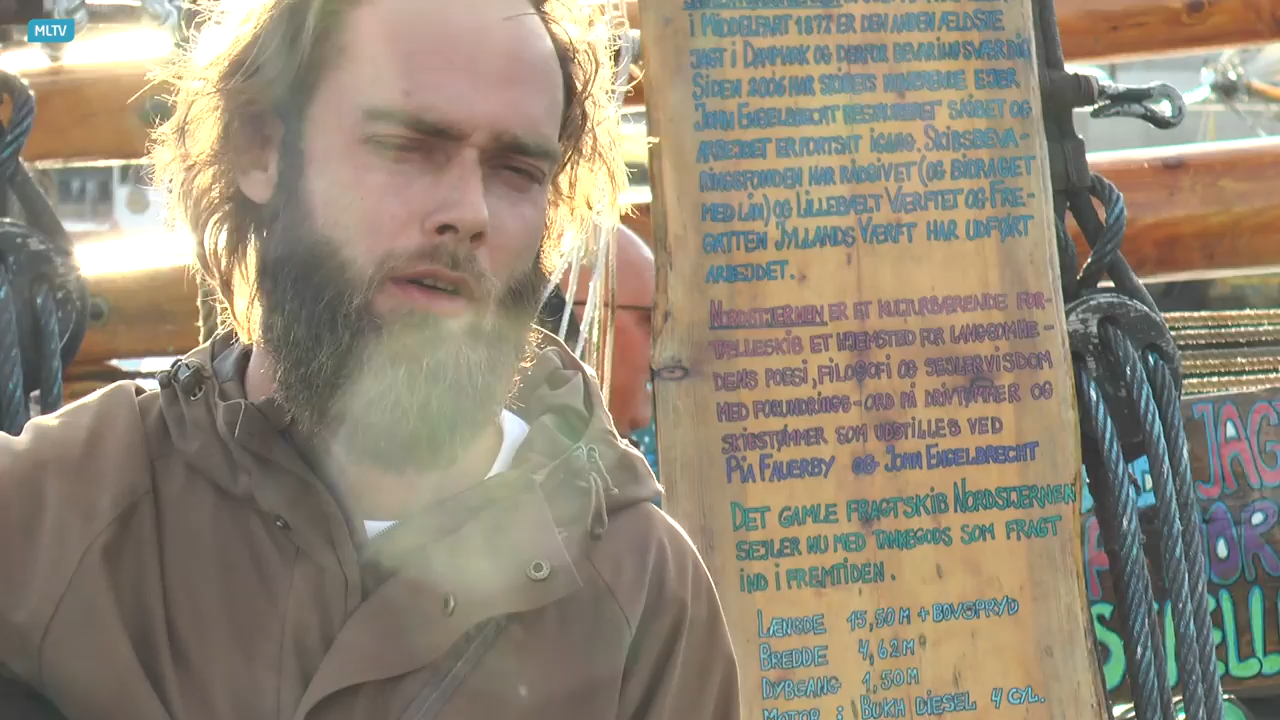 MLTV
I MIDDELFART 1872 ER DEN ANDEN ÆLDSTE
JAGT I DANMARK OG DERFOR BEVARINGSVÆRDIG
SIDEN 2006 HAR SKIBETS NUVÆRENDE EJER
JOHN ENGELBRECHT RESTAURERET SKIBET OG
ARBEJDET ER FORTSAT IGANG. SKIBSBEVA-
RINGSFONDEN HAR RÅDGIVET (OG BIDRAGET
MED LÅN) OG LILLEBÆLT VÆRFTET OG FRE-
GATTEN JYLLANDS VÆRFT HAR UDFØRT
ARBEJDET.
NORDSTJERNEN ER ET KULTURBÆRENDE FOR-
TÆLLESKIB ET HJEMSTED FOR LANGSOMHE-
DENS POESI, FILOSOFI OG SEJLERVISDOM
MED FORUNDRINGS-ORD PÅ DRIVTØMMER OG
SKIBSTØMMER SOM UDSTILLES VED
PIA FAUERBY OG JOHN ENGELBRECHT
DET GAMLE FRAGTSKIB NORDSTJERNEN
SEJLER NU MED TANKEGODS SOM FRAGT
IND I FREMTIDEN.
LÆNGDE 15,50 M + BOVSPRYD
BREDDE 4,62 M
DYBGANG 1,50 M
MOTOR : BUKH DIESEL 4 CYL.
JAGT